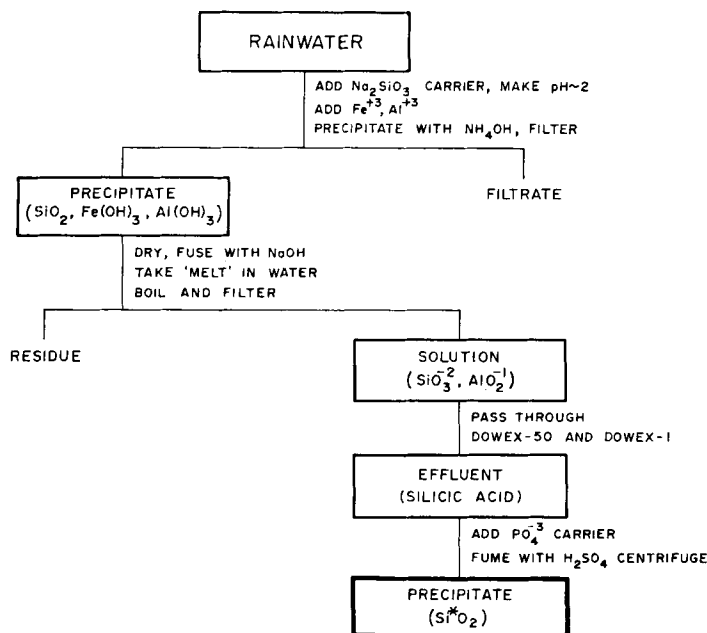 RAINWATER
ADD Na₂SiO₃ CARRIER, MAKE pH~2
ADD Fe⁺³, Al⁺³
PRECIPITATE WITH NH₄OH, FILTER
PRECIPITATE
(SiO₂, Fe(OH)₃, Al(OH)₃)
FILTRATE
DRY, FUSE WITH NaOH
TAKE 'MELT' IN WATER
BOIL AND FILTER
RESIDUE
SOLUTION
(SiO₃⁻², AlO₂⁻¹)
PASS THROUGH
DOWEX-50 AND DOWEX-1
EFFLUENT
(SILICIC ACID)
ADD PO₄⁻³ CARRIER
FUME WITH H₂SO₄ CENTRIFUGE
PRECIPITATE
(Si*O₂)